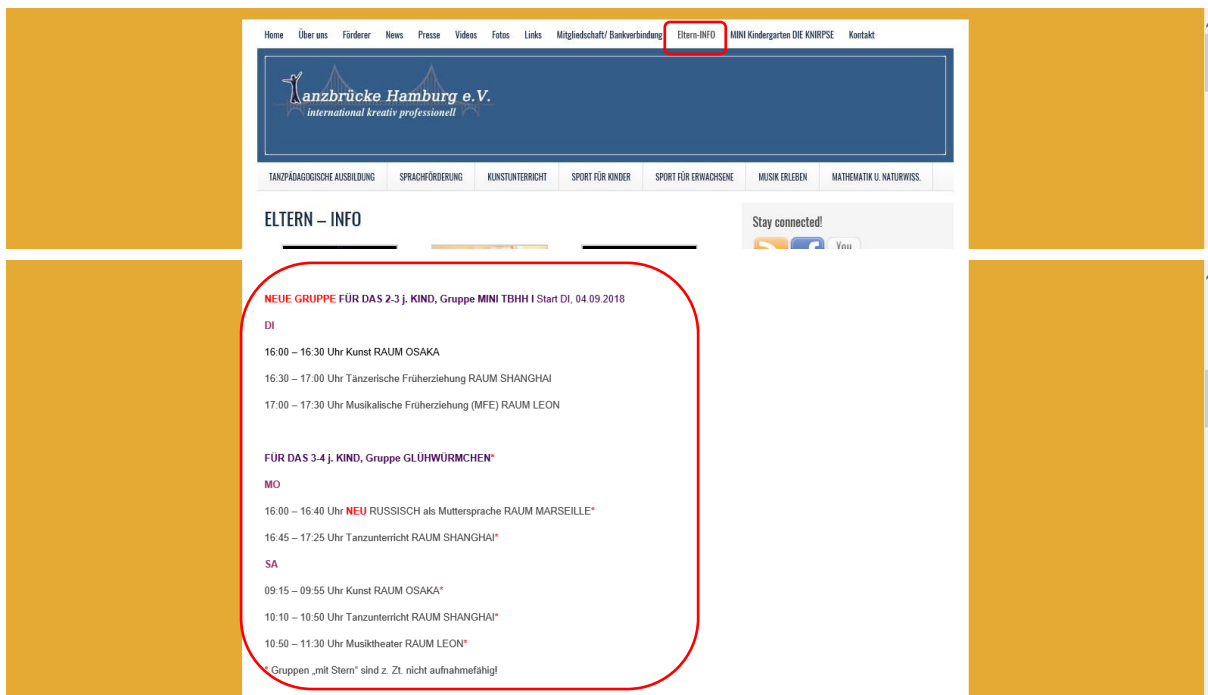 Home Über uns Förderer News Presse Videos Fotos Links Mitgliedschaft/ Bankverbindung Eltern-INFO MINI Kindergarten DIE KNIRPSE Kontakt
Tanzbrücke Hamburg e.V.
international kreativ professionell
TANZPÄDAGOGISCHE AUSBILDUNG SPRACHFÖRDERUNG KUNSTUNTERRICHT SPORT FÜR KINDER SPORT FÜR ERWACHSENE MUSIK ERLEBEN MATHEMATIK U. NATURWISS.
ELTERN – INFO
Stay connected!
You
NEUE GRUPPE FÜR DAS 2-3 j. KIND, Gruppe MINI TBHH I Start DI, 04.09.2018
DI
16:00 – 16:30 Uhr Kunst RAUM OSAKA
16:30 – 17:00 Uhr Tänzerische Früherziehung RAUM SHANGHAI
17:00 – 17:30 Uhr Musikalische Früherziehung (MFE) RAUM LEON
FÜR DAS 3-4 j. KIND, Gruppe GLÜHWÜRMCHEN*
MO
16:00 – 16:40 Uhr NEU RUSSISCH als Muttersprache RAUM MARSEILLE*
16:45 – 17:25 Uhr Tanzunterricht RAUM SHANGHAI*
SA
09:15 – 09:55 Uhr Kunst RAUM OSAKA*
10:10 – 10:50 Uhr Tanzunterricht RAUM SHANGHAI*
10:50 – 11:30 Uhr Musiktheater RAUM LEON*
* Gruppen „mit Stern" sind z. Zt. nicht aufnahmefähig!